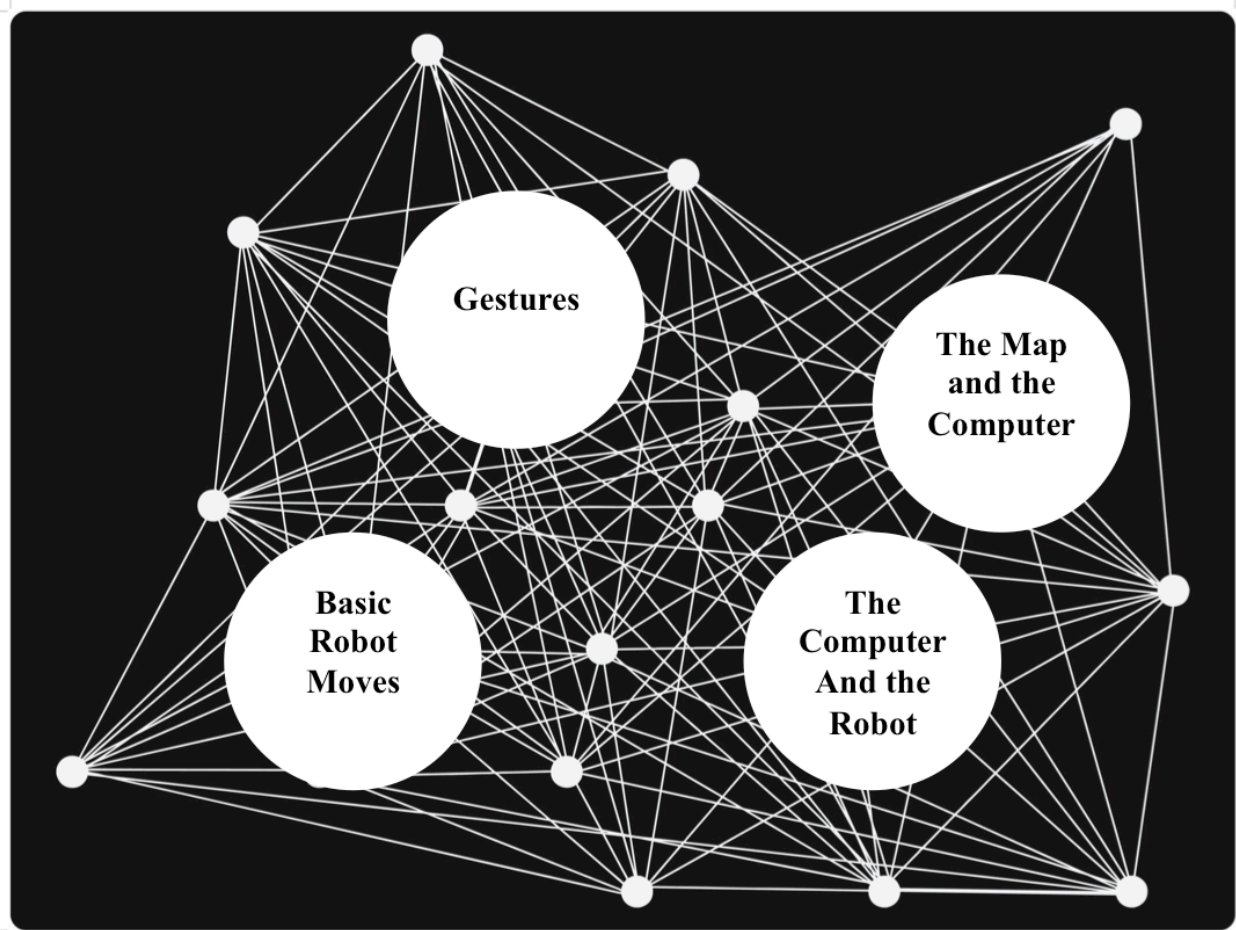 Gestures
The Map
and the
Computer
Basic
Robot
Moves
The
Computer
And the
Robot